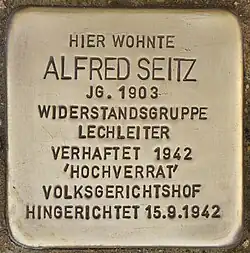 HIER WOHNTE
ALFRED SEITZ
JG. 1903
WIDERSTANDSGRUPPE
LECHLEITER
VERHAFTET 1942
'HOCHVERRAT'
VOLKSGERICHTSHOF
HINGERICHTET 15.9.1942